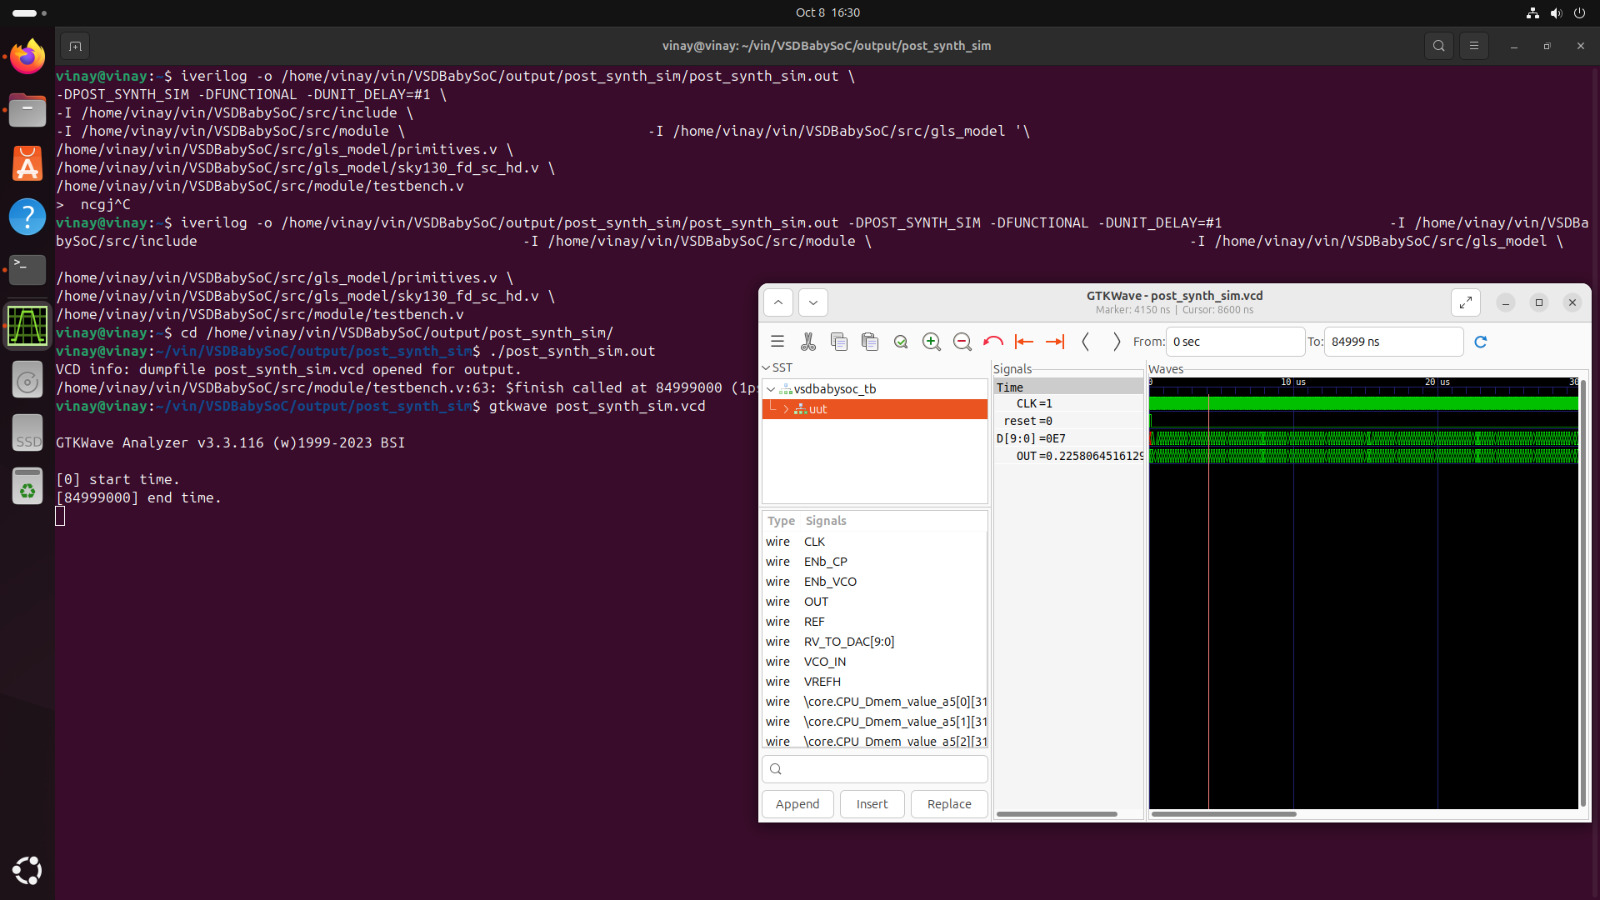 Oct 8 16:30
vinay@vinay: ~/vin/VSDBabySoC/output/post_synth_sim
vinay@vinay:~$ iverilog -o /home/vinay/vin/VSDBabySoC/output/post_synth_sim/post_synth_sim.out \
-DPOST_SYNTH_SIM -DFUNCTIONAL -DUNIT_DELAY=#1 \
-I /home/vinay/vin/VSDBabySoC/src/include \
-I /home/vinay/vin/VSDBabySoC/src/module \ -I /home/vinay/vin/VSDBabySoC/src/gls_model '\
/home/vinay/vin/VSDBabySoC/src/gls_model/primitives.v \
/home/vinay/vin/VSDBabySoC/src/gls_model/sky130_fd_sc_hd.v \
/home/vinay/vin/VSDBabySoC/src/module/testbench.v
> ncgj^C
vinay@vinay:~$ iverilog -o /home/vinay/vin/VSDBabySoC/output/post_synth_sim/post_synth_sim.out -DPOST_SYNTH_SIM -DFUNCTIONAL -DUNIT_DELAY=#1 -I /home/vinay/vin/VSDBa
bySoC/src/include -I /home/vinay/vin/VSDBabySoC/src/module \ -I /home/vinay/vin/VSDBabySoC/src/gls_model \
/home/vinay/vin/VSDBabySoC/src/gls_model/primitives.v \
/home/vinay/vin/VSDBabySoC/src/gls_model/sky130_fd_sc_hd.v \
/home/vinay/vin/VSDBabySoC/src/module/testbench.v
vinay@vinay:~$ cd /home/vinay/vin/VSDBabySoC/output/post_synth_sim/
vinay@vinay:~/vin/VSDBabySoC/output/post_synth_sim$ ./post_synth_sim.out
VCD info: dumpfile post_synth_sim.vcd opened for output.
/home/vinay/vin/VSDBabySoC/src/module/testbench.v:63: $finish called at 84999000 (1p
vinay@vinay:~/vin/VSDBabySoC/output/post_synth_sim$ gtkwave post_synth_sim.vcd
GTKWave Analyzer v3.3.116 (w)1999-2023 BSI
[0] start time.
[84999000] end time.
GTKWave - post_synth_sim.vcd
Marker: 4150 ns | Cursor: 8600 ns
From: 0 sec To: 84999 ns
SST
vsdbabysoc_tb
uut
Type Signals
wire CLK
wire ENb_CP
wire ENb_VCO
wire OUT
wire REF
wire RV_TO_DAC[9:0]
wire VCO_IN
wire VREFH
wire \core.CPU_Dmem_value_a5[0][31
wire \core.CPU_Dmem_value_a5[1][31
wire \core.CPU_Dmem_value_a5[2][31
Append Insert Replace
Signals
Time
CLK=1
reset=0
D[9:0]=0E7
OUT=0.2258064516129
Waves
0 10 us 20 us 30
SSD